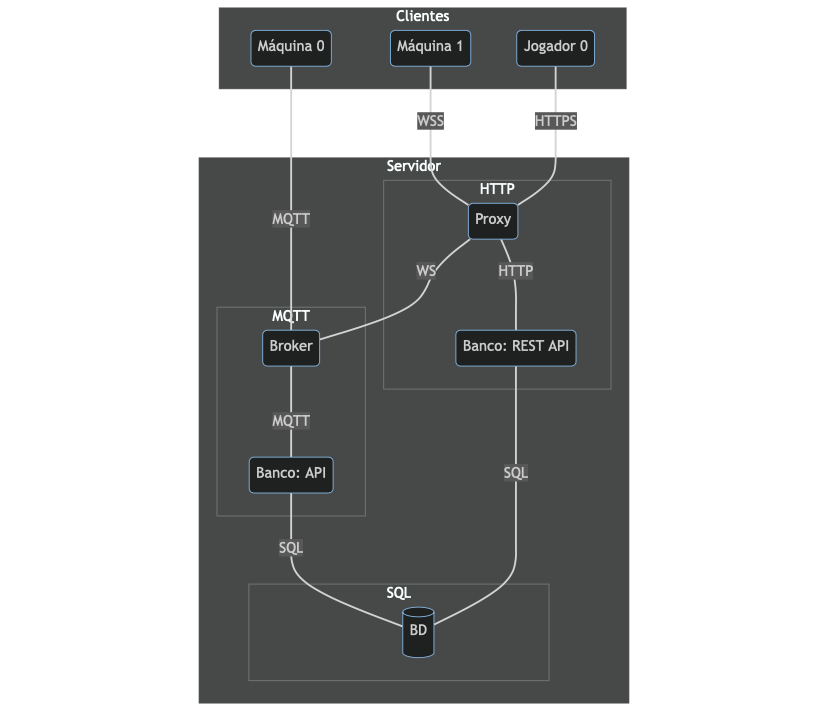 Clientes
Máquina 0
Máquina 1
Jogador 0
WSS
HTTPS
Servidor
HTTP
Proxy
MQTT
WS
HTTP
MQTT
Broker
Banco: REST API
MQTT
Banco: API
SQL
SQL
SQL
BD